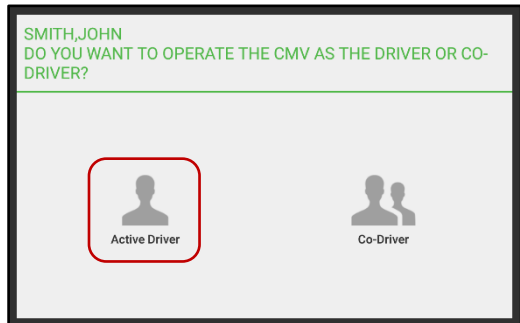 SMITH,JOHN
DO YOU WANT TO OPERATE THE CMV AS THE DRIVER OR CO-
DRIVER?
Active Driver
Co-Driver